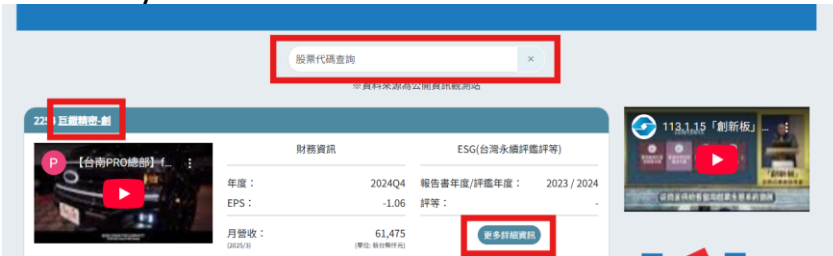 股票代碼查詢 ×
※資料來源為公開資訊觀測站
2254 巨鎧精密-創
P 【台南PRO總部】f...
財務資訊
ESG(台灣永續評鑑評等)
年度： 2024Q4
EPS： -1.06
月營收： 61,475
(2025/3) (單位: 新台幣仟元)
報告書年度/評鑑年度： 2023 / 2024
評等： -
更多詳細資訊
113.1.15「創新板」...